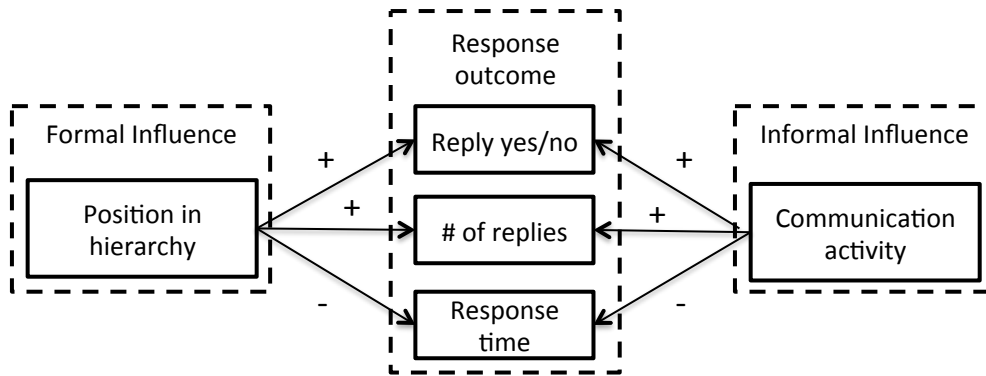 Response
outcome
Formal Influence
Informal Influence
Reply yes/no
+
+
Position in
hierarchy
+
# of replies
+
Communication
activity
-
Response
time
-